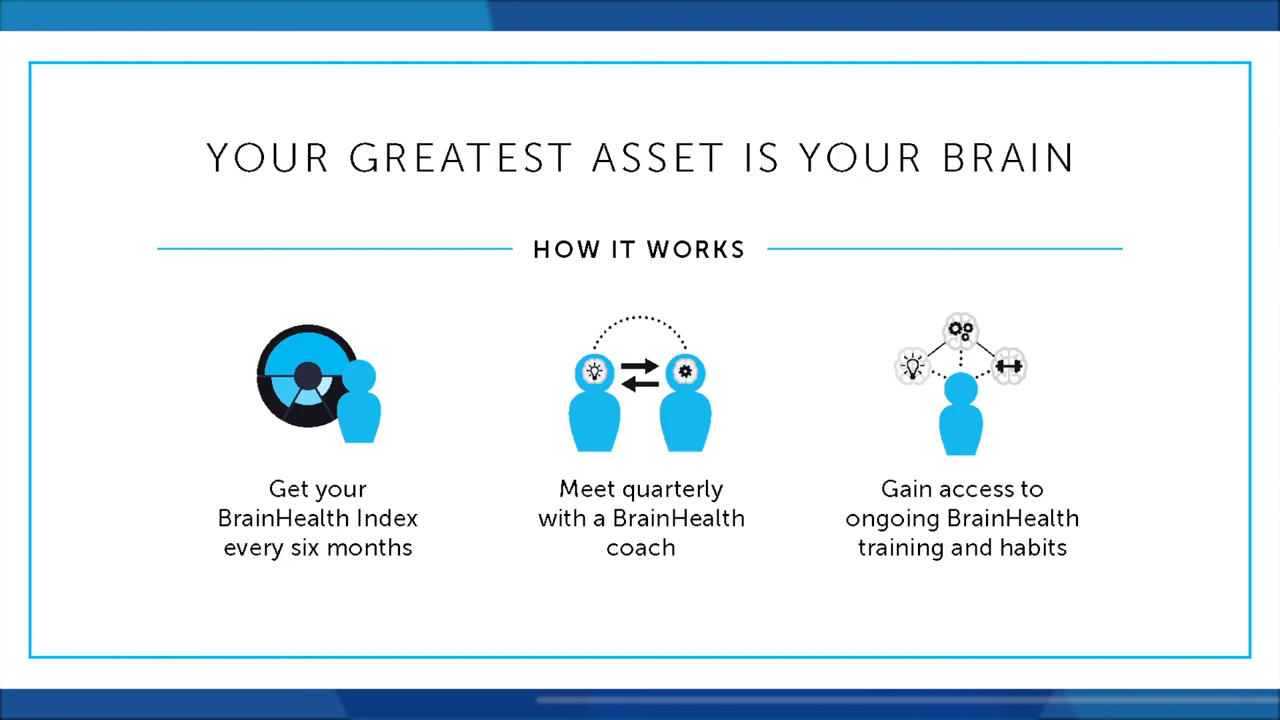 YOUR GREATEST ASSET IS YOUR BRAIN
HOW IT WORKS
Get your
BrainHealth Index
every six months
Meet quarterly
with a BrainHealth
coach
Gain access to
ongoing BrainHealth
training and habits